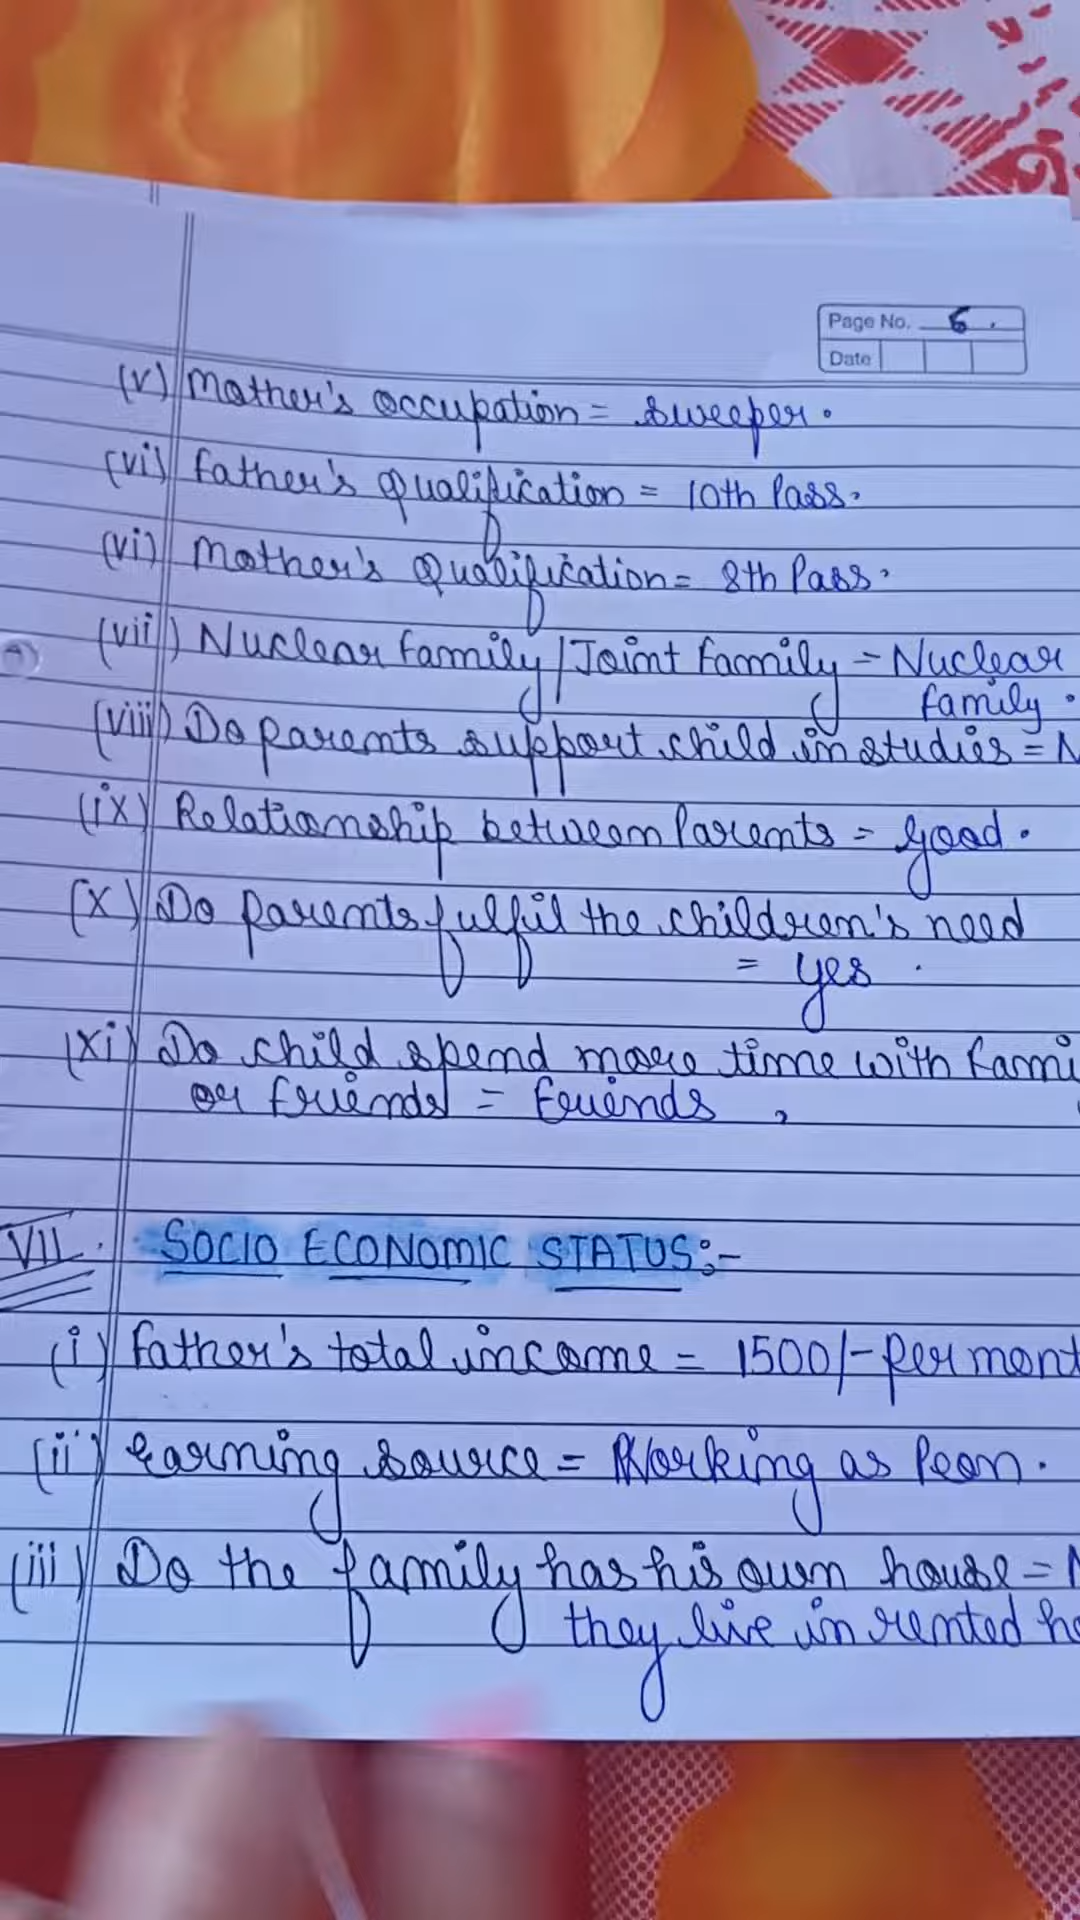 Page No. 6.
Date
(v) Mother's occupation = Sweeper.
(vi) Father's Qualification = 10th Pass.
(vi) Mother's Qualification = 8th Pass.
(vii) Nuclear family/Joint family = Nuclear
family.
(viii) Do parents support child in studies = N
(ix) Relationship between Parents = Good.
(x) Do parents fulfil the children's need
= yes.
(xi) Do child spend more time with Fami
or friends = Friends,
VII. SOCIO ECONOMIC STATUS:-
(i) Father's total income = 1500/- per mont
(ii) Earning source = Working as Peon.
(iii) Do the family has his own house = N
they live in rented ho